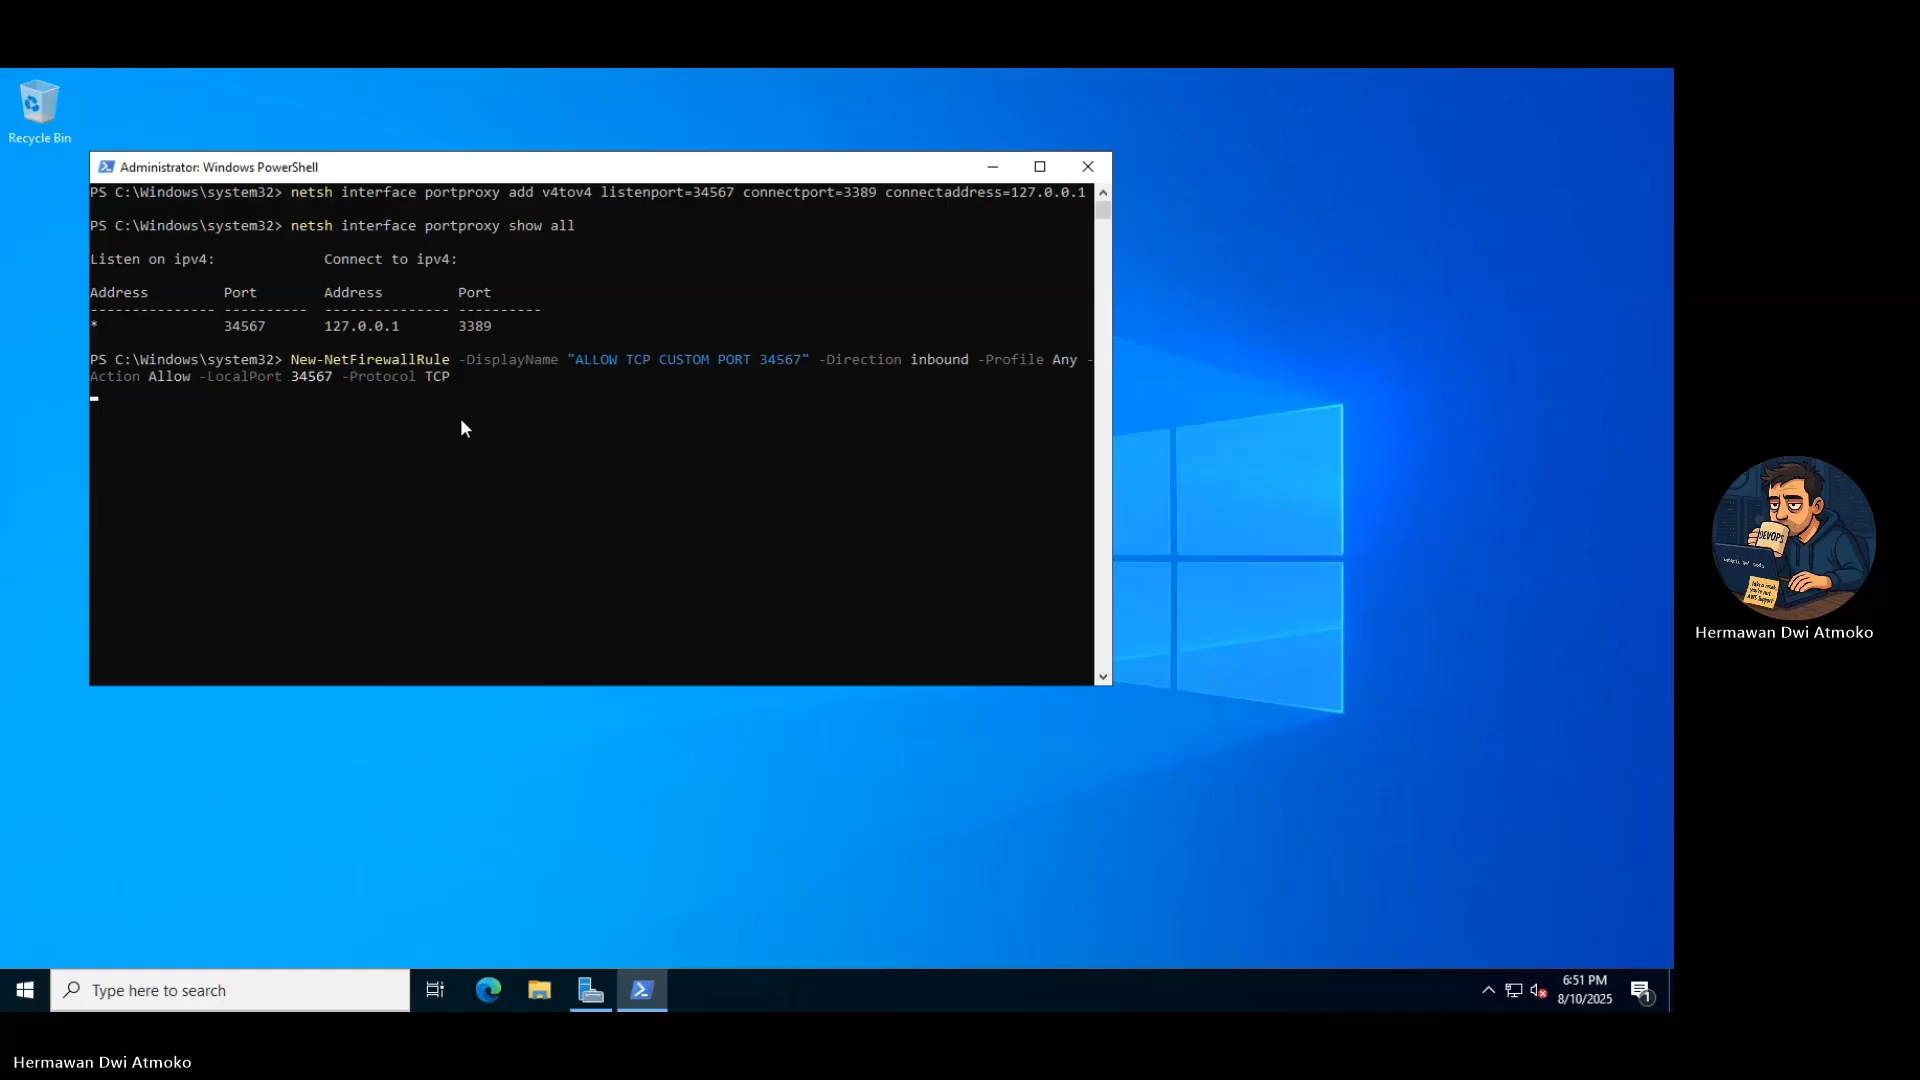 Recycle Bin
Administrator: Windows PowerShell
PS C:\Windows\system32> netsh interface portproxy add v4tov4 listenport=34567 connectport=3389 connectaddress=127.0.0.1
PS C:\Windows\system32> netsh interface portproxy show all
Listen on ipv4:             Connect to ipv4:
Address         Port        Address         Port
--------------- ----------  --------------- ----------
*               34567       127.0.0.1       3389
PS C:\Windows\system32> New-NetFirewallRule -DisplayName "ALLOW TCP CUSTOM PORT 34567" -Direction inbound -Profile Any -
Action Allow -LocalPort 34567 -Protocol TCP
DEVOPS
Hermawan Dwi Atmoko
Type here to search
6:51 PM
8/10/2025
1
Hermawan Dwi Atmoko